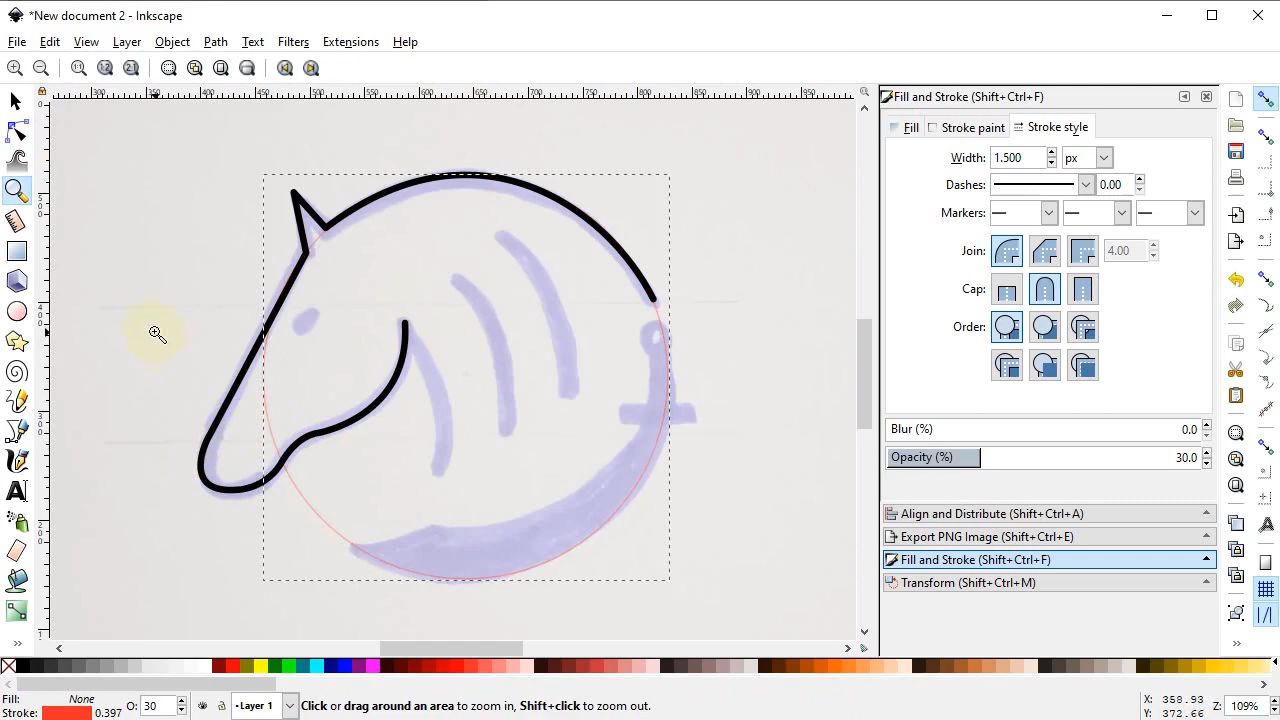 *New document 2 - Inkscape
File Edit View Layer Object Path Text Filters Extensions Help
Fill and Stroke (Shift+Ctrl+F)
Fill Stroke paint Stroke style
Width: 1.500 px
Dashes: 0.00
Markers:
Join: 4.00
Cap:
Order:
Blur (%) 0.0
Opacity (%) 30.0
Align and Distribute (Shift+Ctrl+A)
Export PNG Image (Shift+Ctrl+E)
Fill and Stroke (Shift+Ctrl+F)
Transform (Shift+Ctrl+M)
Fill: None
Stroke: 0.397
O: 30
Layer 1
Click or drag around an area to zoom in, Shift+click to zoom out.
X: 358.93
Y: 372.66
Z: 109%